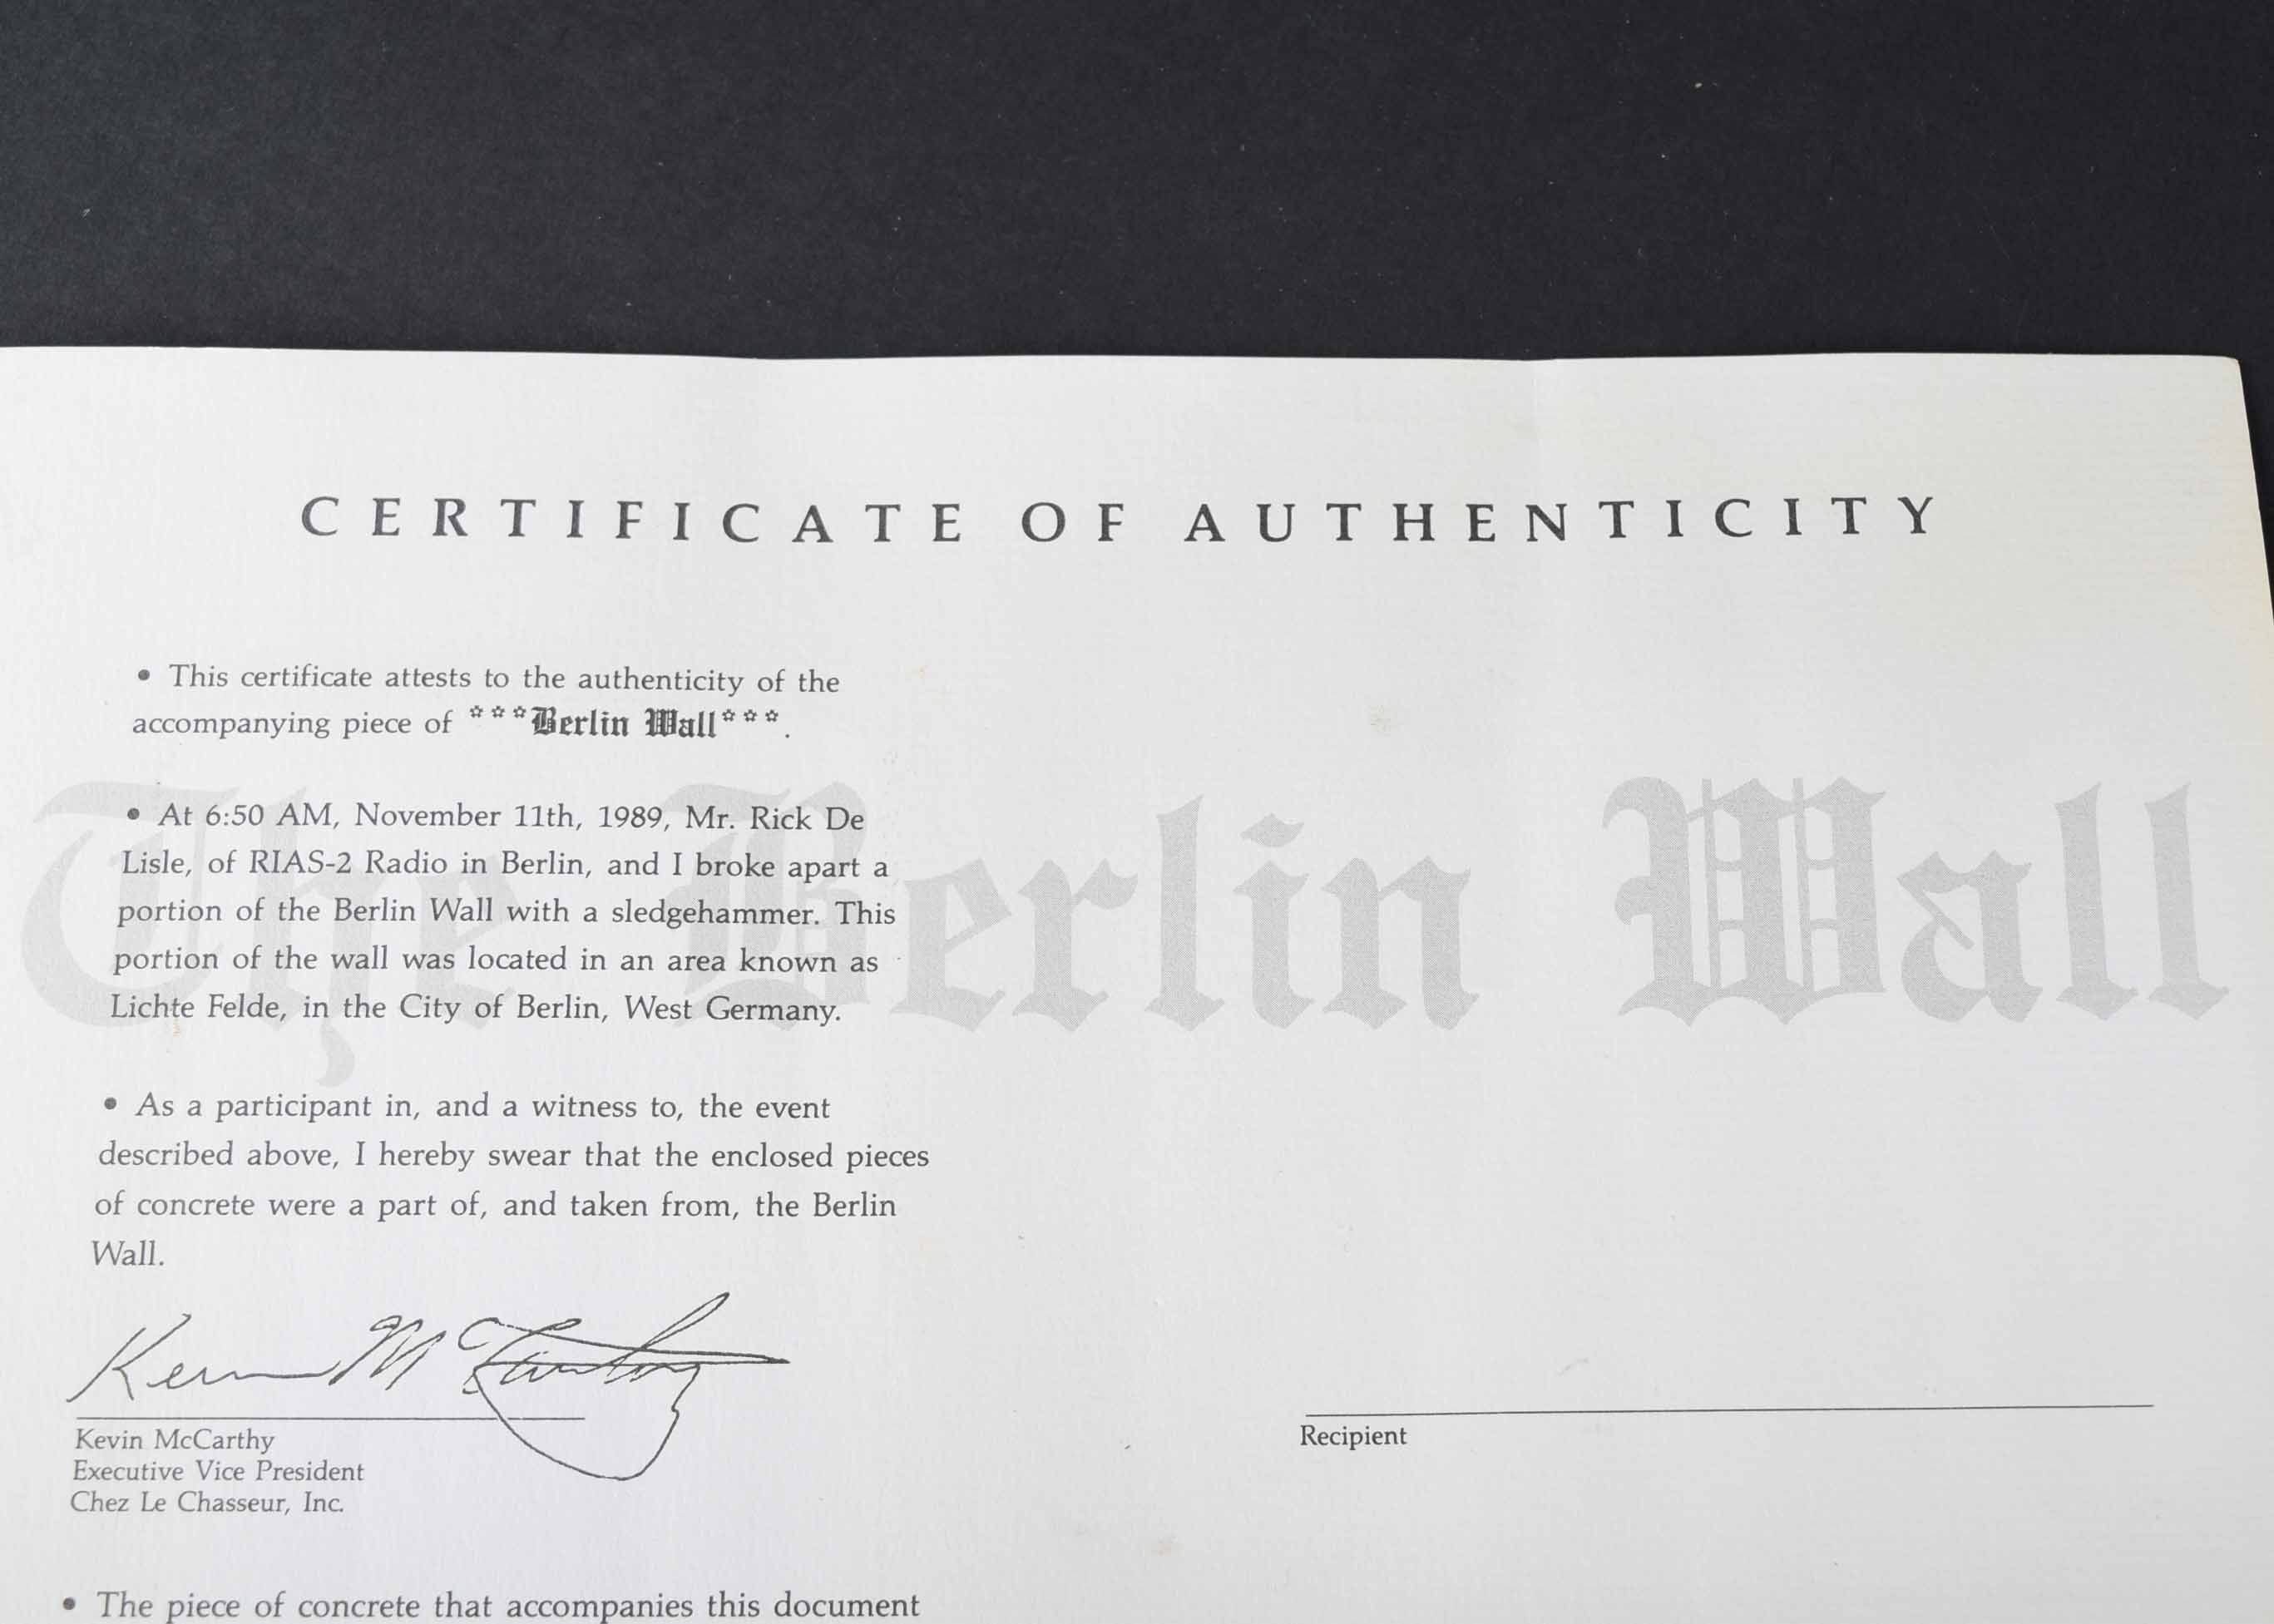 CERTIFICATE OF AUTHENTICITY
• This certificate attests to the authenticity of the
accompanying piece of ***Berlin Wall***.
The Berlin Wall
• At 6:50 AM, November 11th, 1989, Mr. Rick De
Lisle, of RIAS-2 Radio in Berlin, and I broke apart a
portion of the Berlin Wall with a sledgehammer. This
portion of the wall was located in an area known as
Lichte Felde, in the City of Berlin, West Germany.
• As a participant in, and a witness to, the event
described above, I hereby swear that the enclosed pieces
of concrete were a part of, and taken from, the Berlin
Wall.
Kevin McCarthy
Kevin McCarthy
Executive Vice President
Chez Le Chasseur, Inc.
Recipient
• The piece of concrete that accompanies this document